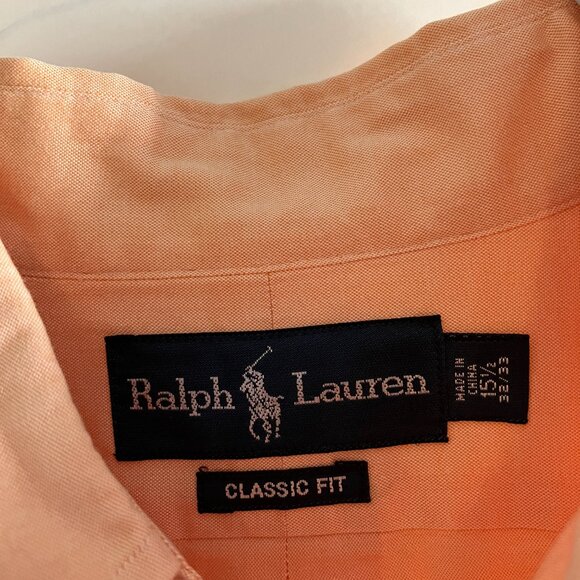 Ralph Lauren
MADE IN
CHINA
15½
32/33
CLASSIC FIT